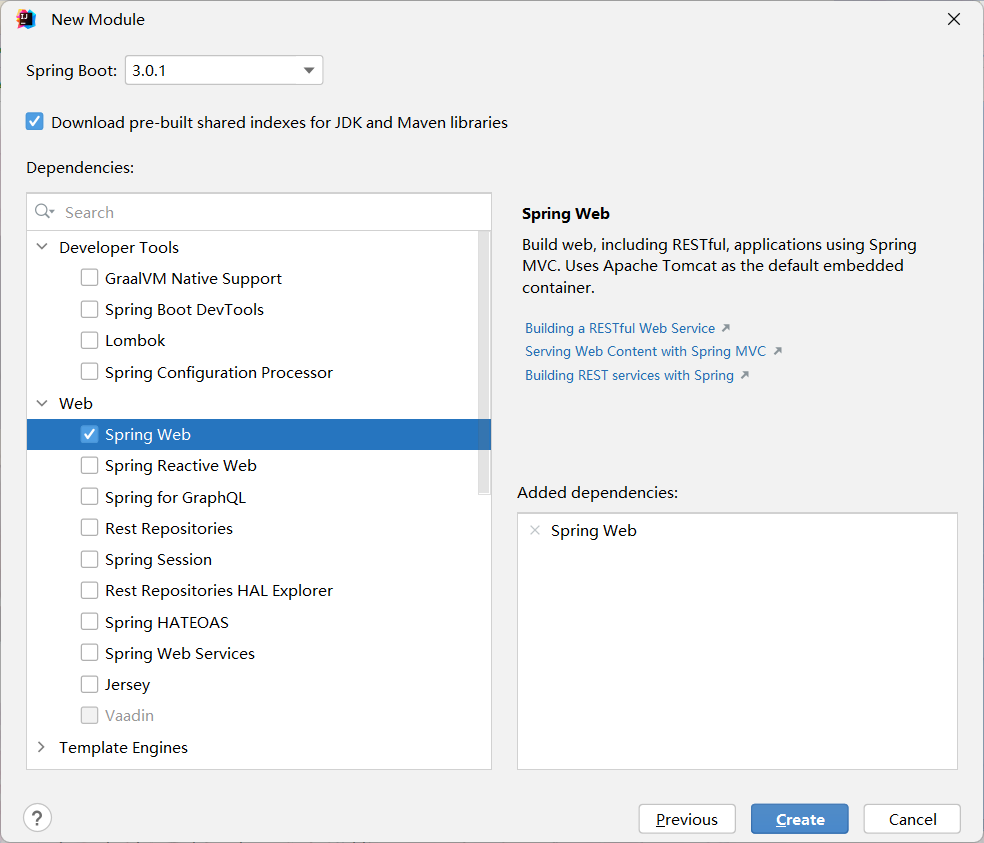 New Module
Spring Boot: 3.0.1
Download pre-built shared indexes for JDK and Maven libraries
Dependencies:
Search
Developer Tools
GraalVM Native Support
Spring Boot DevTools
Lombok
Spring Configuration Processor
Web
Spring Web
Spring Reactive Web
Spring for GraphQL
Rest Repositories
Spring Session
Rest Repositories HAL Explorer
Spring HATEOAS
Spring Web Services
Jersey
Vaadin
Template Engines
Spring Web
Build web, including RESTful, applications using Spring
MVC. Uses Apache Tomcat as the default embedded
container.
Building a RESTful Web Service
Serving Web Content with Spring MVC
Building REST services with Spring
Added dependencies:
Spring Web
?
Previous
Create
Cancel